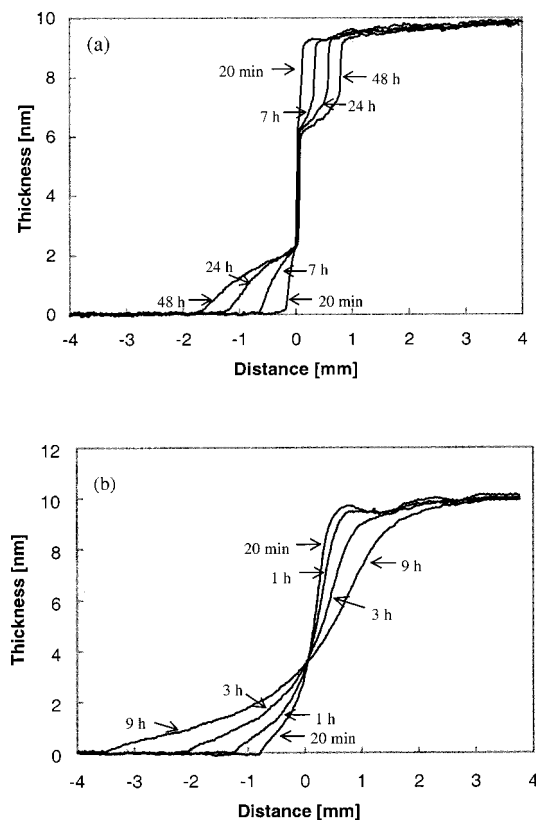 10
(a)
20 min
48 h
8
7 h
24 h
6
Thickness [nm]
4
2
24 h
7 h
48 h
20 min
0
-4 -3 -2 -1 0 1 2 3 4
Distance [mm]
12
(b)
10
20 min
8
1 h
9 h
6
3 h
Thickness [nm]
4
3 h
2
9 h
1 h
20 min
0
-4 -3 -2 -1 0 1 2 3 4
Distance [mm]